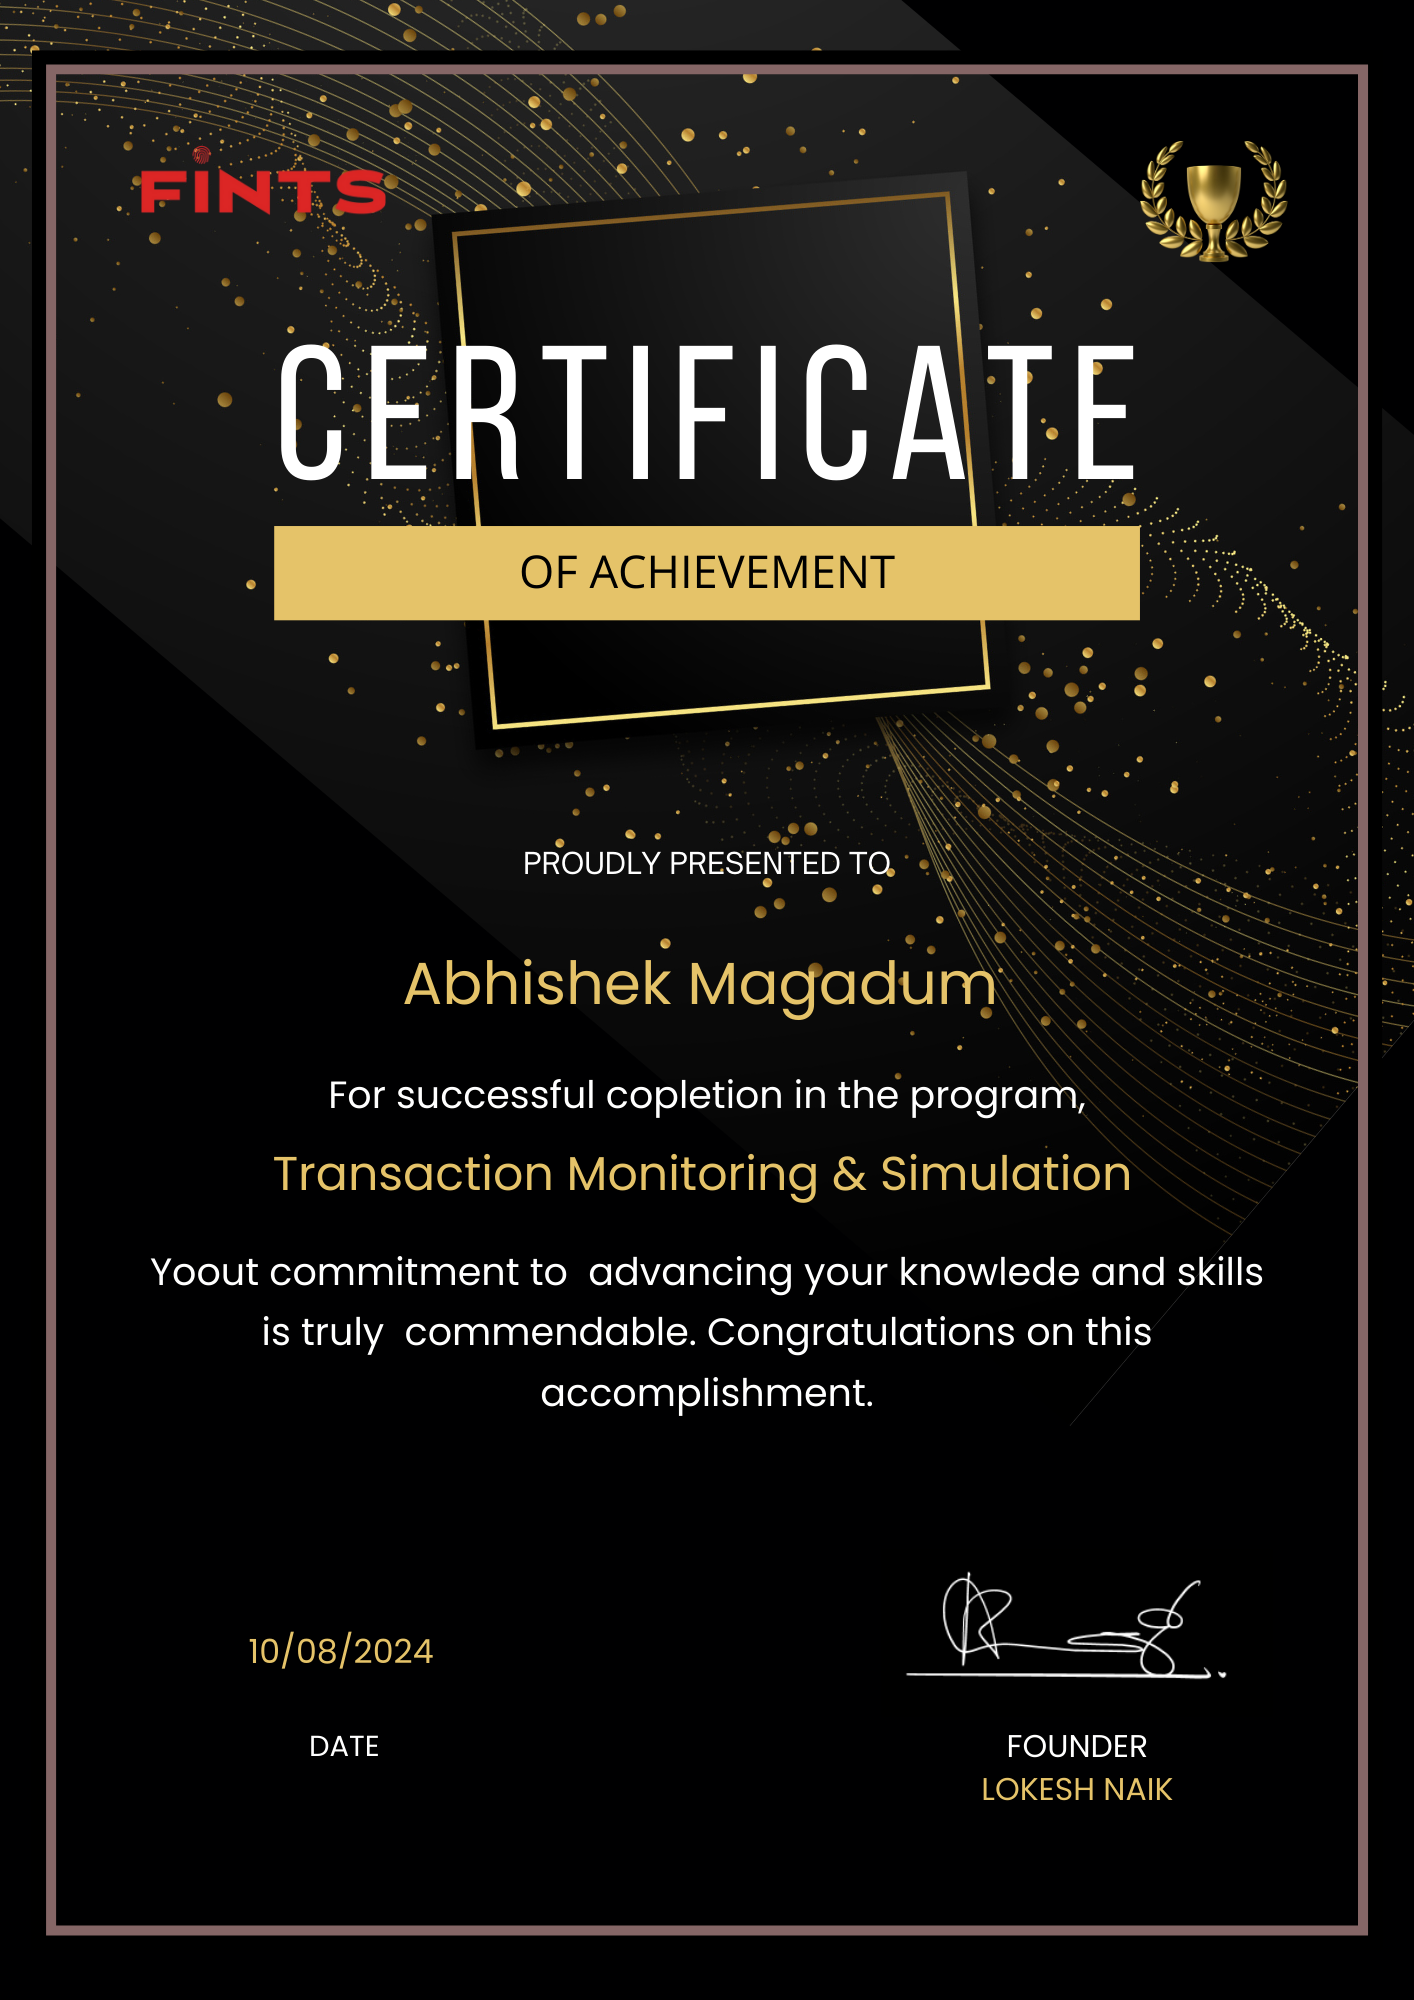 FINTS
CERTIFICATE
OF ACHIEVEMENT
PROUDLY PRESENTED TO
Abhishek Magadum
For successful copletion in the program,
Transaction Monitoring & Simulation
Yoout commitment to  advancing your knowlede and skills
is truly  commendable. Congratulations on this
accomplishment.
10/08/2024
DATE
FOUNDER
LOKESH NAIK